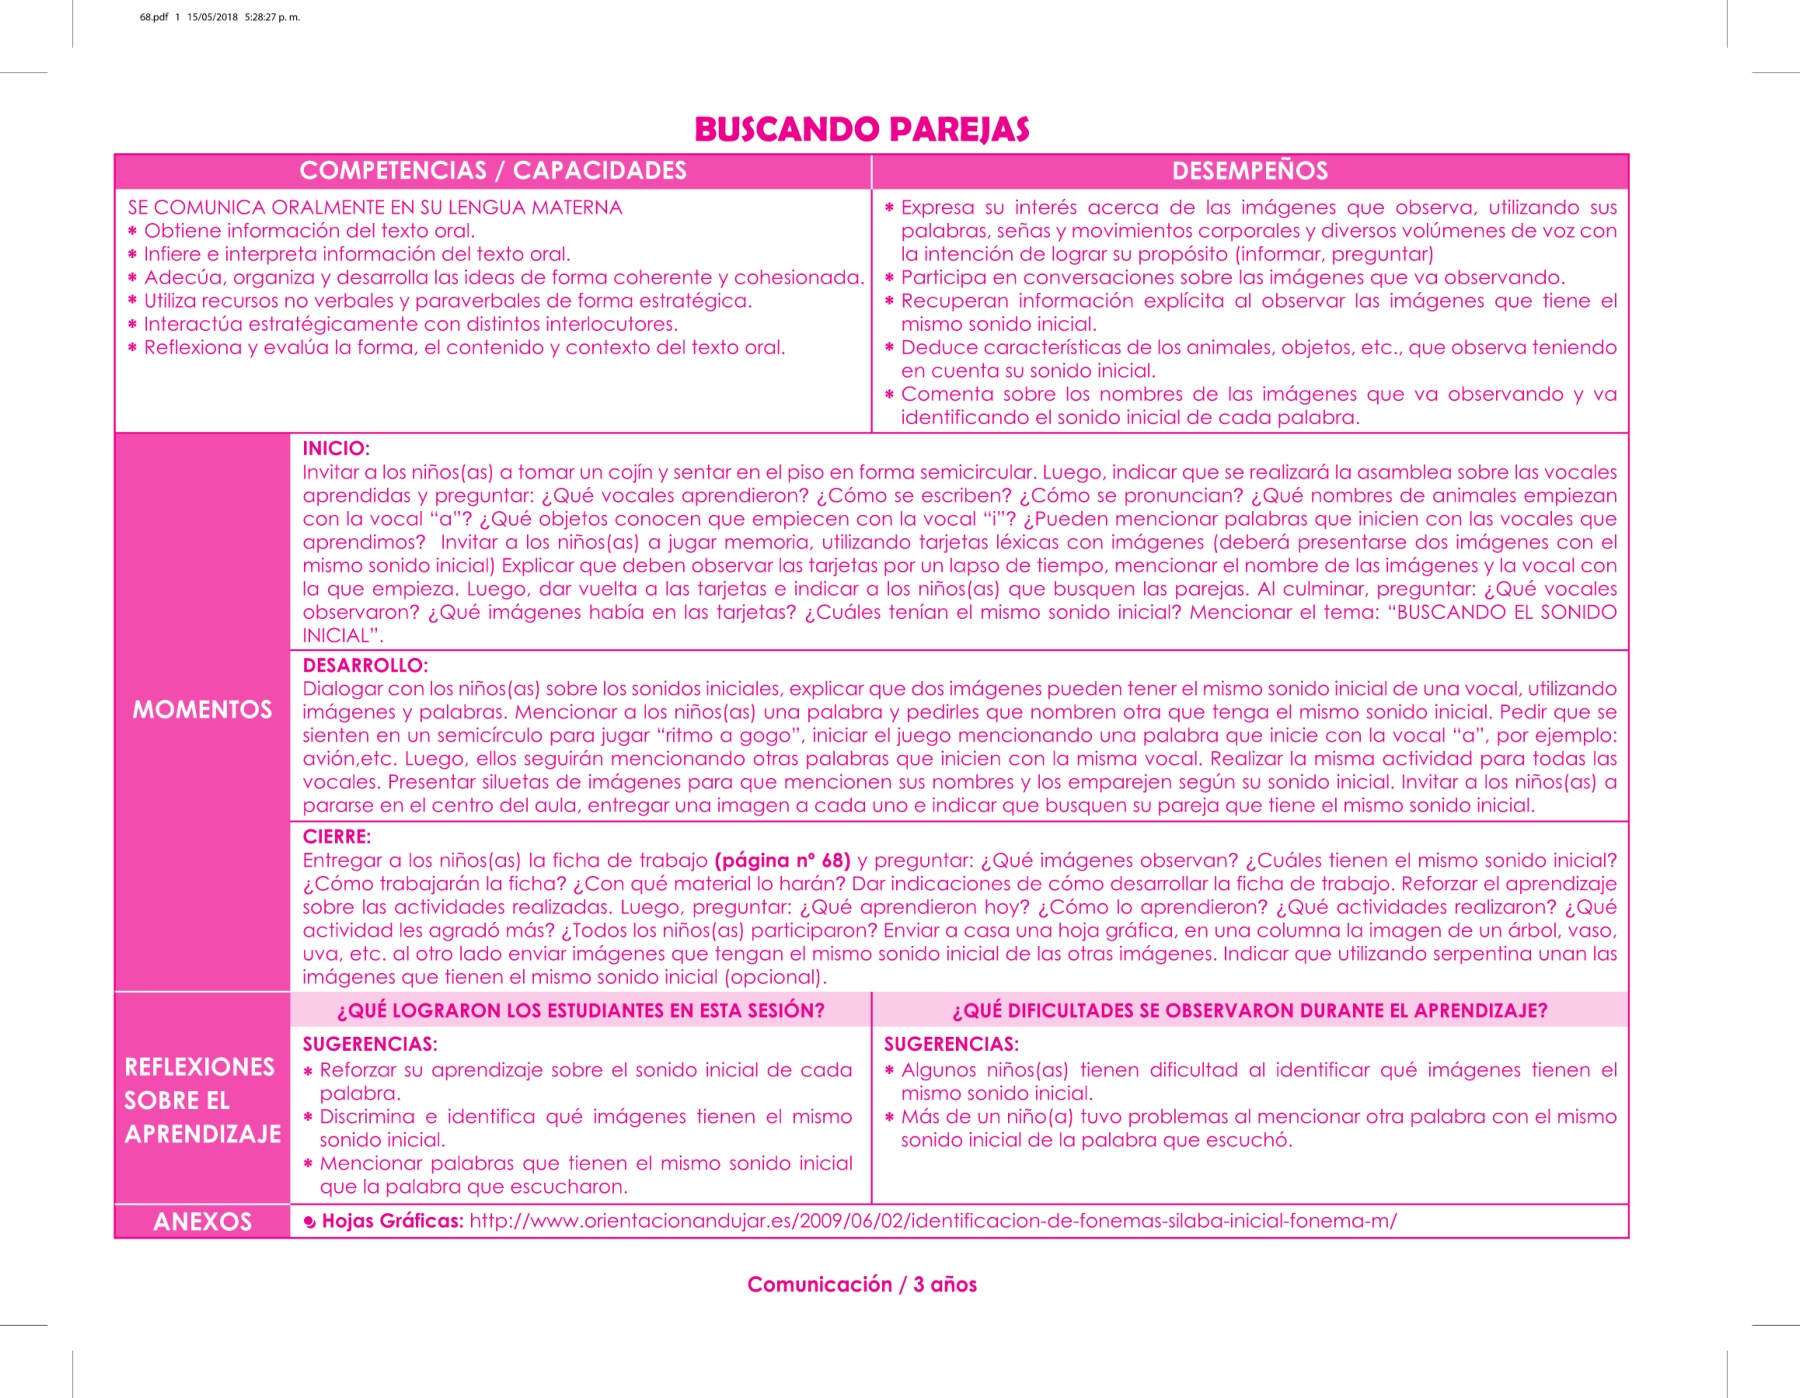 68.pdf 1 15/05/2018 5:28:27 p. m.
BUSCANDO PAREJAS
COMPETENCIAS / CAPACIDADES
DESEMPEÑOS
SE COMUNICA ORALMENTE EN SU LENGUA MATERNA
* Obtiene información del texto oral.
* Infiere e interpreta información del texto oral.
* Adecúa, organiza y desarrolla las ideas de forma coherente y cohesionada.
* Utiliza recursos no verbales y paraverbales de forma estratégica.
* Interactúa estratégicamente con distintos interlocutores.
* Reflexiona y evalúa la forma, el contenido y contexto del texto oral.
* Expresa su interés acerca de las imágenes que observa, utilizando sus
palabras, señas y movimientos corporales y diversos volúmenes de voz con
la intención de lograr su propósito (informar, preguntar)
* Participa en conversaciones sobre las imágenes que va observando.
* Recuperan información explícita al observar las imágenes que tiene el
mismo sonido inicial.
* Deduce características de los animales, objetos, etc., que observa teniendo
en cuenta su sonido inicial.
* Comenta sobre los nombres de las imágenes que va observando y va
identificando el sonido inicial de cada palabra.
MOMENTOS
INICIO:
Invitar a los niños(as) a tomar un cojín y sentar en el piso en forma semicircular. Luego, indicar que se realizará la asamblea sobre las vocales
aprendidas y preguntar: ¿Qué vocales aprendieron? ¿Cómo se escriben? ¿Cómo se pronuncian? ¿Qué nombres de animales empiezan
con la vocal “a”? ¿Qué objetos conocen que empiecen con la vocal “i”? ¿Pueden mencionar palabras que inicien con las vocales que
aprendimos? Invitar a los niños(as) a jugar memoria, utilizando tarjetas léxicas con imágenes (deberá presentarse dos imágenes con el
mismo sonido inicial) Explicar que deben observar las tarjetas por un lapso de tiempo, mencionar el nombre de las imágenes y la vocal con
la que empieza. Luego, dar vuelta a las tarjetas e indicar a los niños(as) que busquen las parejas. Al culminar, preguntar: ¿Qué vocales
observaron? ¿Qué imágenes había en las tarjetas? ¿Cuáles tenían el mismo sonido inicial? Mencionar el tema: “BUSCANDO EL SONIDO
INICIAL”.
DESARROLLO:
Dialogar con los niños(as) sobre los sonidos iniciales, explicar que dos imágenes pueden tener el mismo sonido inicial de una vocal, utilizando
imágenes y palabras. Mencionar a los niños(as) una palabra y pedirles que nombren otra que tenga el mismo sonido inicial. Pedir que se
sienten en un semicírculo para jugar “ritmo a gogo”, iniciar el juego mencionando una palabra que inicie con la vocal “a”, por ejemplo:
avión,etc. Luego, ellos seguirán mencionando otras palabras que inicien con la misma vocal. Realizar la misma actividad para todas las
vocales. Presentar siluetas de imágenes para que mencionen sus nombres y los emparejen según su sonido inicial. Invitar a los niños(as) a
pararse en el centro del aula, entregar una imagen a cada uno e indicar que busquen su pareja que tiene el mismo sonido inicial.
CIERRE:
Entregar a los niños(as) la ficha de trabajo (página nº 68) y preguntar: ¿Qué imágenes observan? ¿Cuáles tienen el mismo sonido inicial?
¿Cómo trabajarán la ficha? ¿Con qué material lo harán? Dar indicaciones de cómo desarrollar la ficha de trabajo. Reforzar el aprendizaje
sobre las actividades realizadas. Luego, preguntar: ¿Qué aprendieron hoy? ¿Cómo lo aprendieron? ¿Qué actividades realizaron? ¿Qué
actividad les agradó más? ¿Todos los niños(as) participaron? Enviar a casa una hoja gráfica, en una columna la imagen de un árbol, vaso,
uva, etc. al otro lado enviar imágenes que tengan el mismo sonido inicial de las otras imágenes. Indicar que utilizando serpentina unan las
imágenes que tienen el mismo sonido inicial (opcional).
REFLEXIONES
SOBRE EL
APRENDIZAJE
¿QUÉ LOGRARON LOS ESTUDIANTES EN ESTA SESIÓN?
SUGERENCIAS:
* Reforzar su aprendizaje sobre el sonido inicial de cada
palabra.
* Discrimina e identifica qué imágenes tienen el mismo
sonido inicial.
* Mencionar palabras que tienen el mismo sonido inicial
que la palabra que escucharon.
¿QUÉ DIFICULTADES SE OBSERVARON DURANTE EL APRENDIZAJE?
SUGERENCIAS:
* Algunos niños(as) tienen dificultad al identificar qué imágenes tienen el
mismo sonido inicial.
* Más de un niño(a) tuvo problemas al mencionar otra palabra con el mismo
sonido inicial de la palabra que escuchó.
ANEXOS
Hojas Gráficas: http://www.orientacionandujar.es/2009/06/02/identificacion-de-fonemas-silaba-inicial-fonema-m/
Comunicación / 3 años